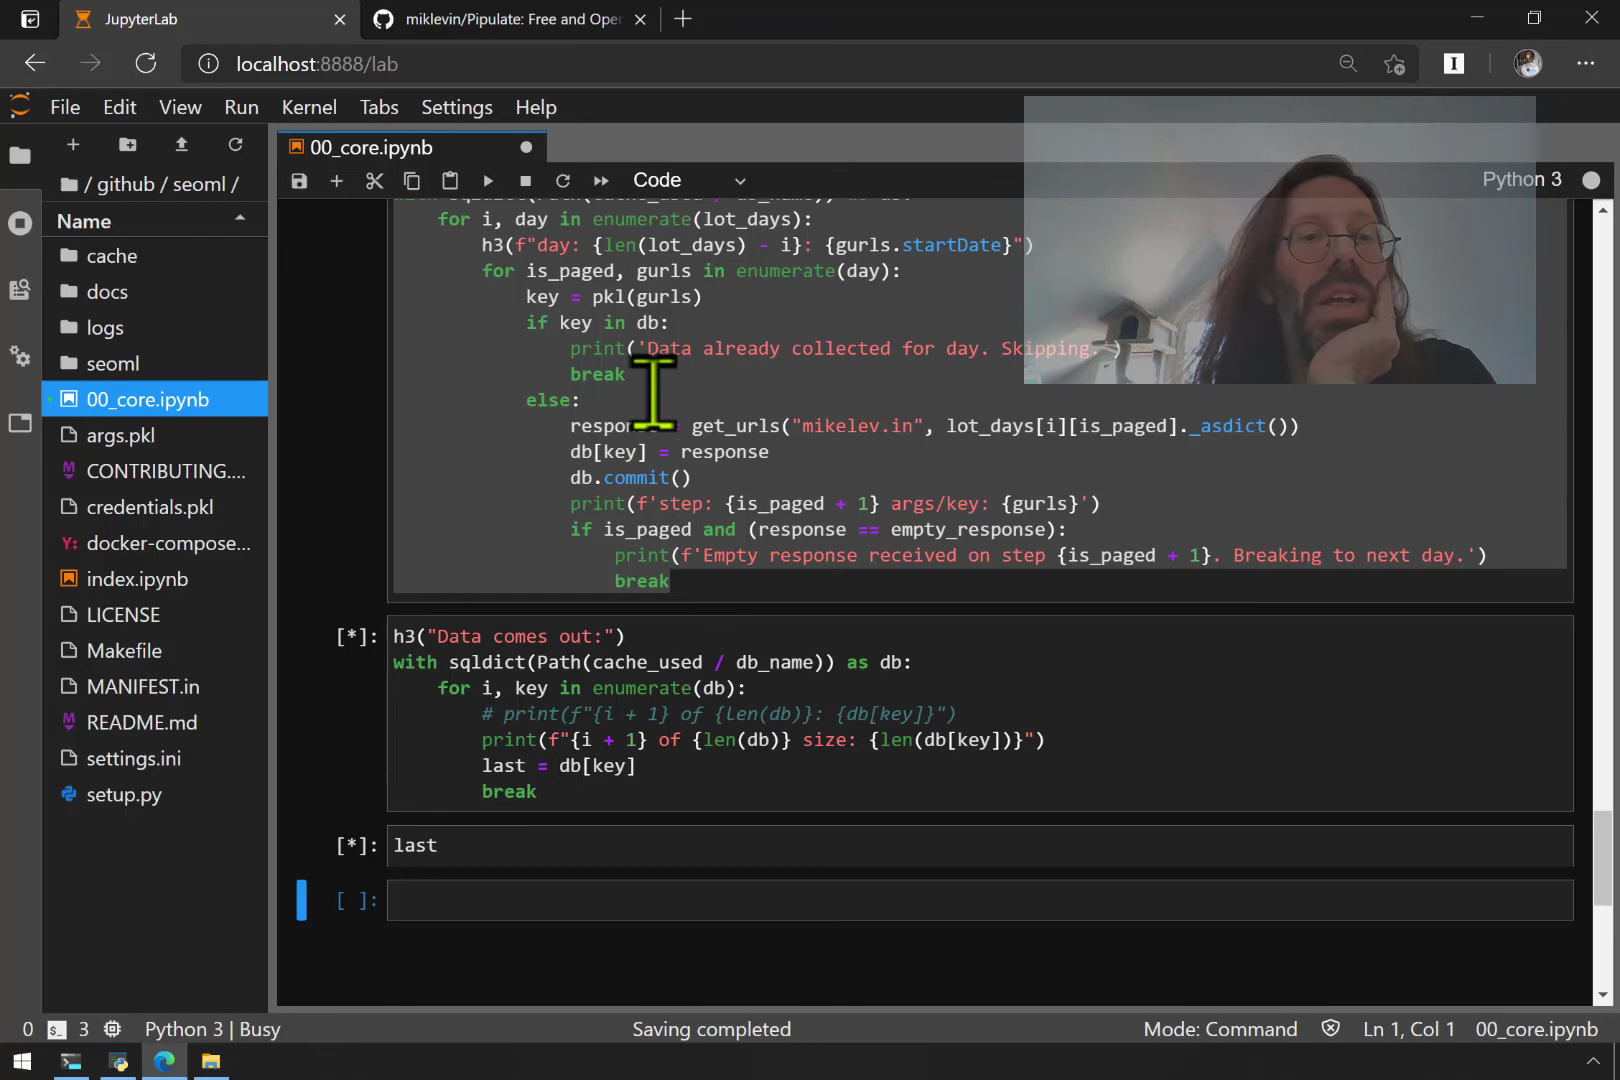 JupyterLab
miklevin/Pipulate: Free and Oper
localhost:8888/lab
I
File Edit View Run Kernel Tabs Settings Help
00_core.ipynb
Code
Python 3
/ github / seoml /
Name
cache
docs
logs
seoml
00_core.ipynb
args.pkl
CONTRIBUTING....
credentials.pkl
docker-compose...
index.ipynb
LICENSE
Makefile
MANIFEST.in
README.md
settings.ini
setup.py
for i, day in enumerate(lot_days):
h3(f"day: {len(lot_days) - i}: {gurls.startDate}")
for is_paged, gurls in enumerate(day):
key = pkl(gurls)
if key in db:
print('Data already collected for day. Skipping.')
break
else:
response = get_urls("mikelev.in", lot_days[i][is_paged]._asdict())
db[key] = response
db.commit()
print(f'step: {is_paged + 1} args/key: {gurls}')
if is_paged and (response == empty_response):
print(f'Empty response received on step {is_paged + 1}. Breaking to next day.')
break
[*]: h3("Data comes out:")
with sqldict(Path(cache_used / db_name)) as db:
for i, key in enumerate(db):
# print(f"{i + 1} of {len(db)}: {db[key]}")
print(f"{i + 1} of {len(db)} size: {len(db[key])}")
last = db[key]
break
[*]: last
[ ]:
0 $_ 3 Python 3 | Busy Saving completed Mode: Command Ln 1, Col 1 00_core.ipynb